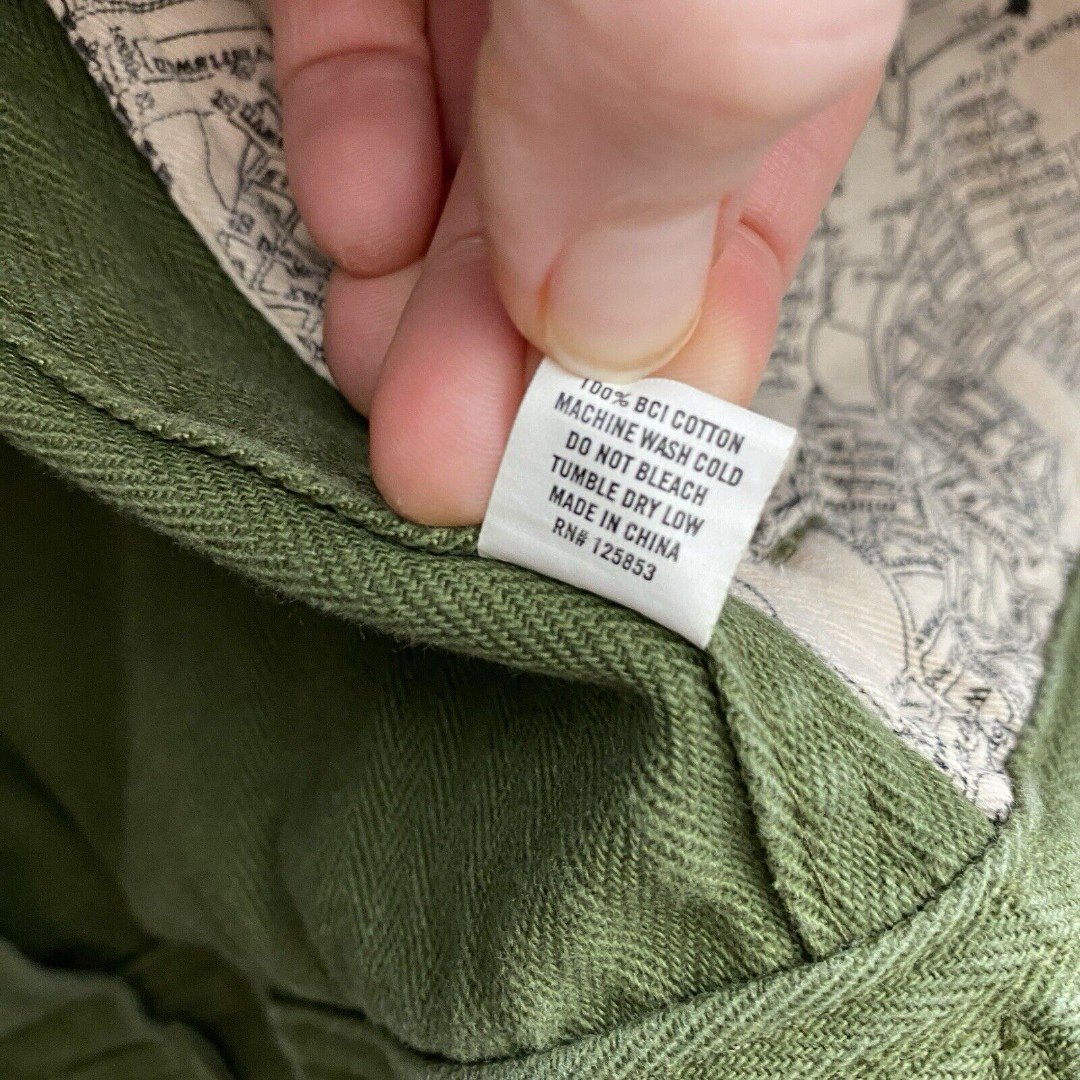 100% BCI COTTON
MACHINE WASH COLD
DO NOT BLEACH
TUMBLE DRY LOW
MADE IN CHINA
RN# 125853